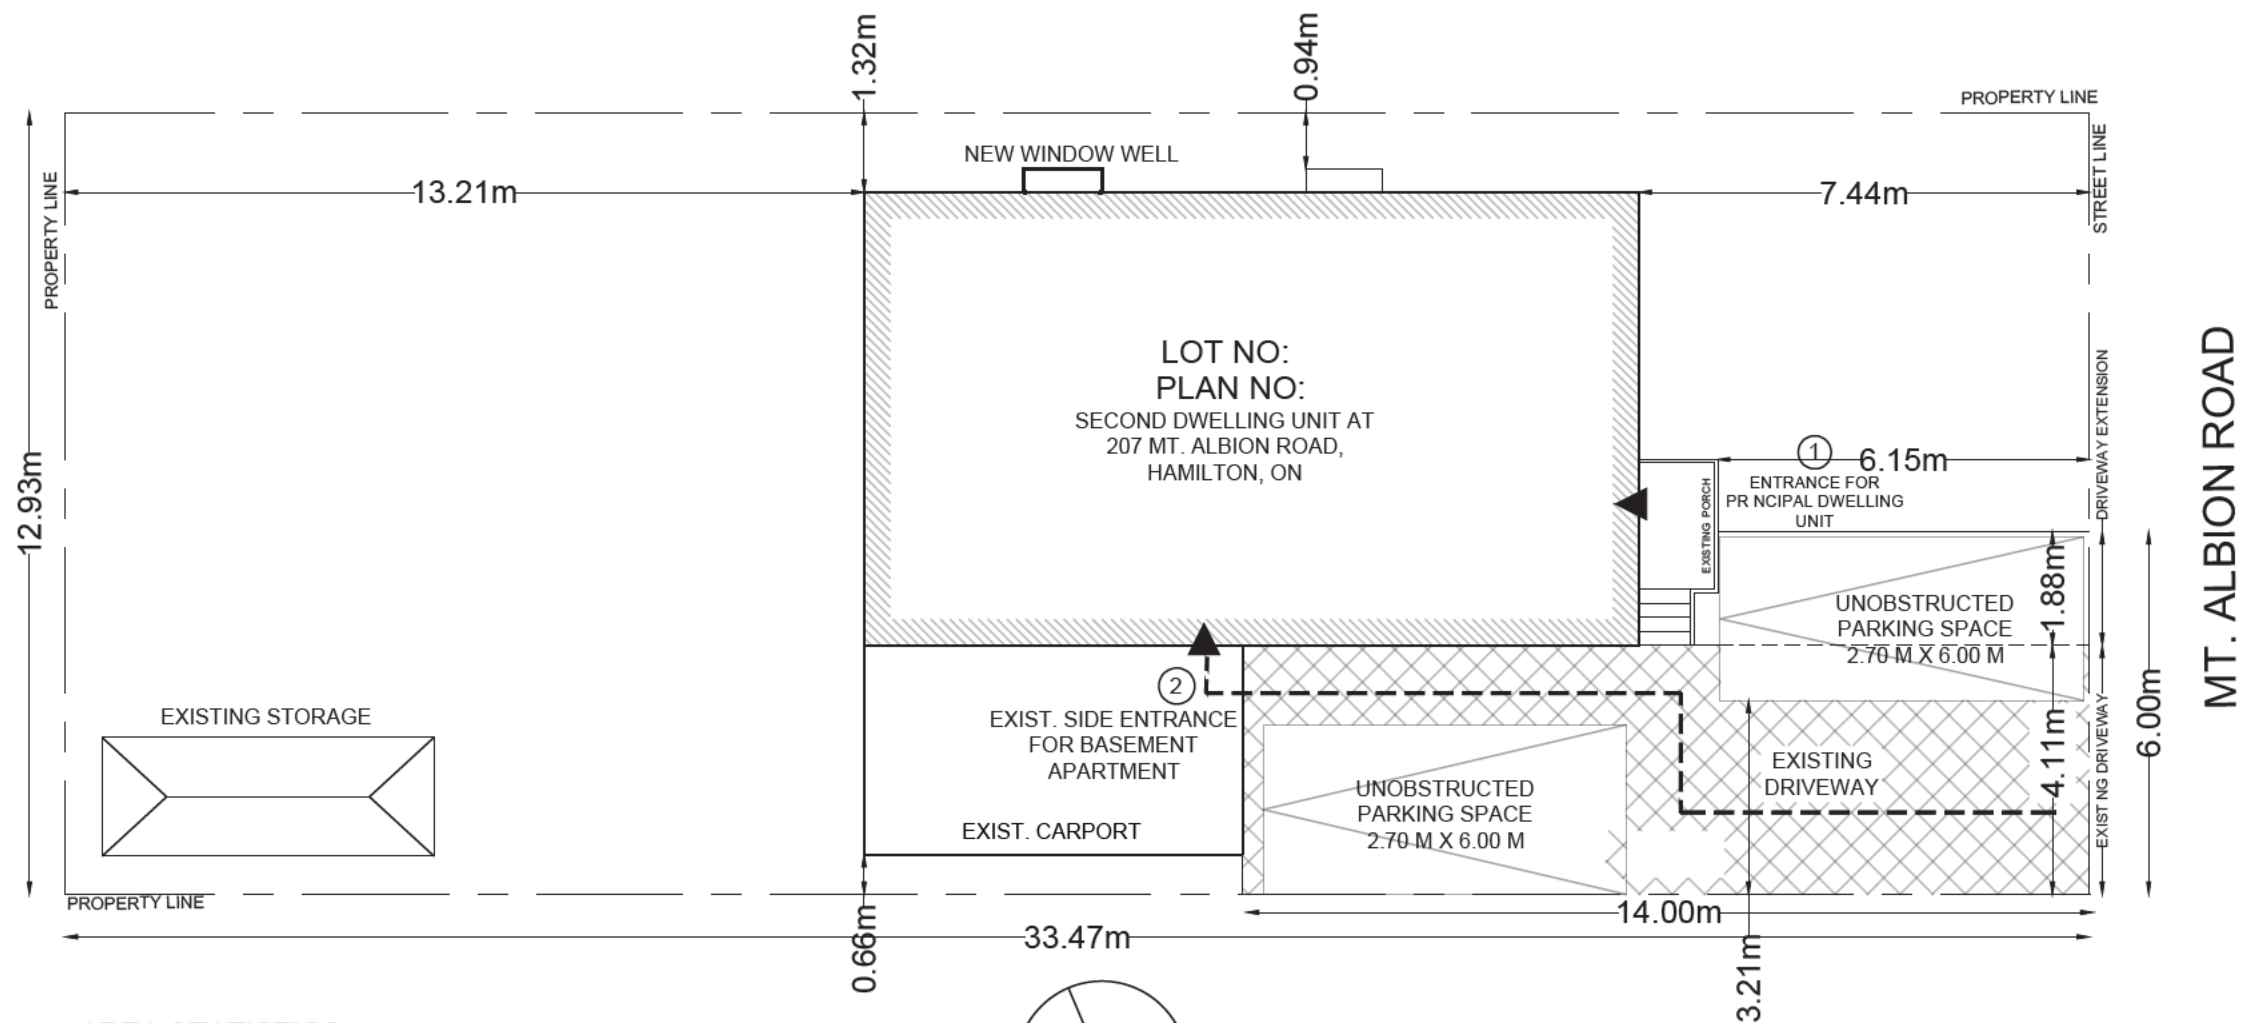 1.32m
0.94m
PROPERTY LINE
NEW WINDOW WELL
STREET LINE
PROPERTY LINE
13.21m
7.44m
LOT NO:
PLAN NO:
SECOND DWELLING UNIT AT
207 MT. ALBION ROAD,
HAMILTON, ON
12.93m
1
6.15m
ENTRANCE FOR
PR NCIPAL DWELLING
UNIT
EXISTING PORCH
DRIVEWAY EXTENSION
MT. ALBION ROAD
1.88m
UNOBSTRUCTED
PARKING SPACE
2.70 M X 6.00 M
2
EXIST. SIDE ENTRANCE
FOR BASEMENT
APARTMENT
EXISTING STORAGE
EXISTING
DRIVEWAY
4.11m
EXIST NG DRIVEWAY
6.00m
UNOBSTRUCTED
PARKING SPACE
2.70 M X 6.00 M
EXIST. CARPORT
PROPERTY LINE
14.00m
33.47m
0.66m
3.21m